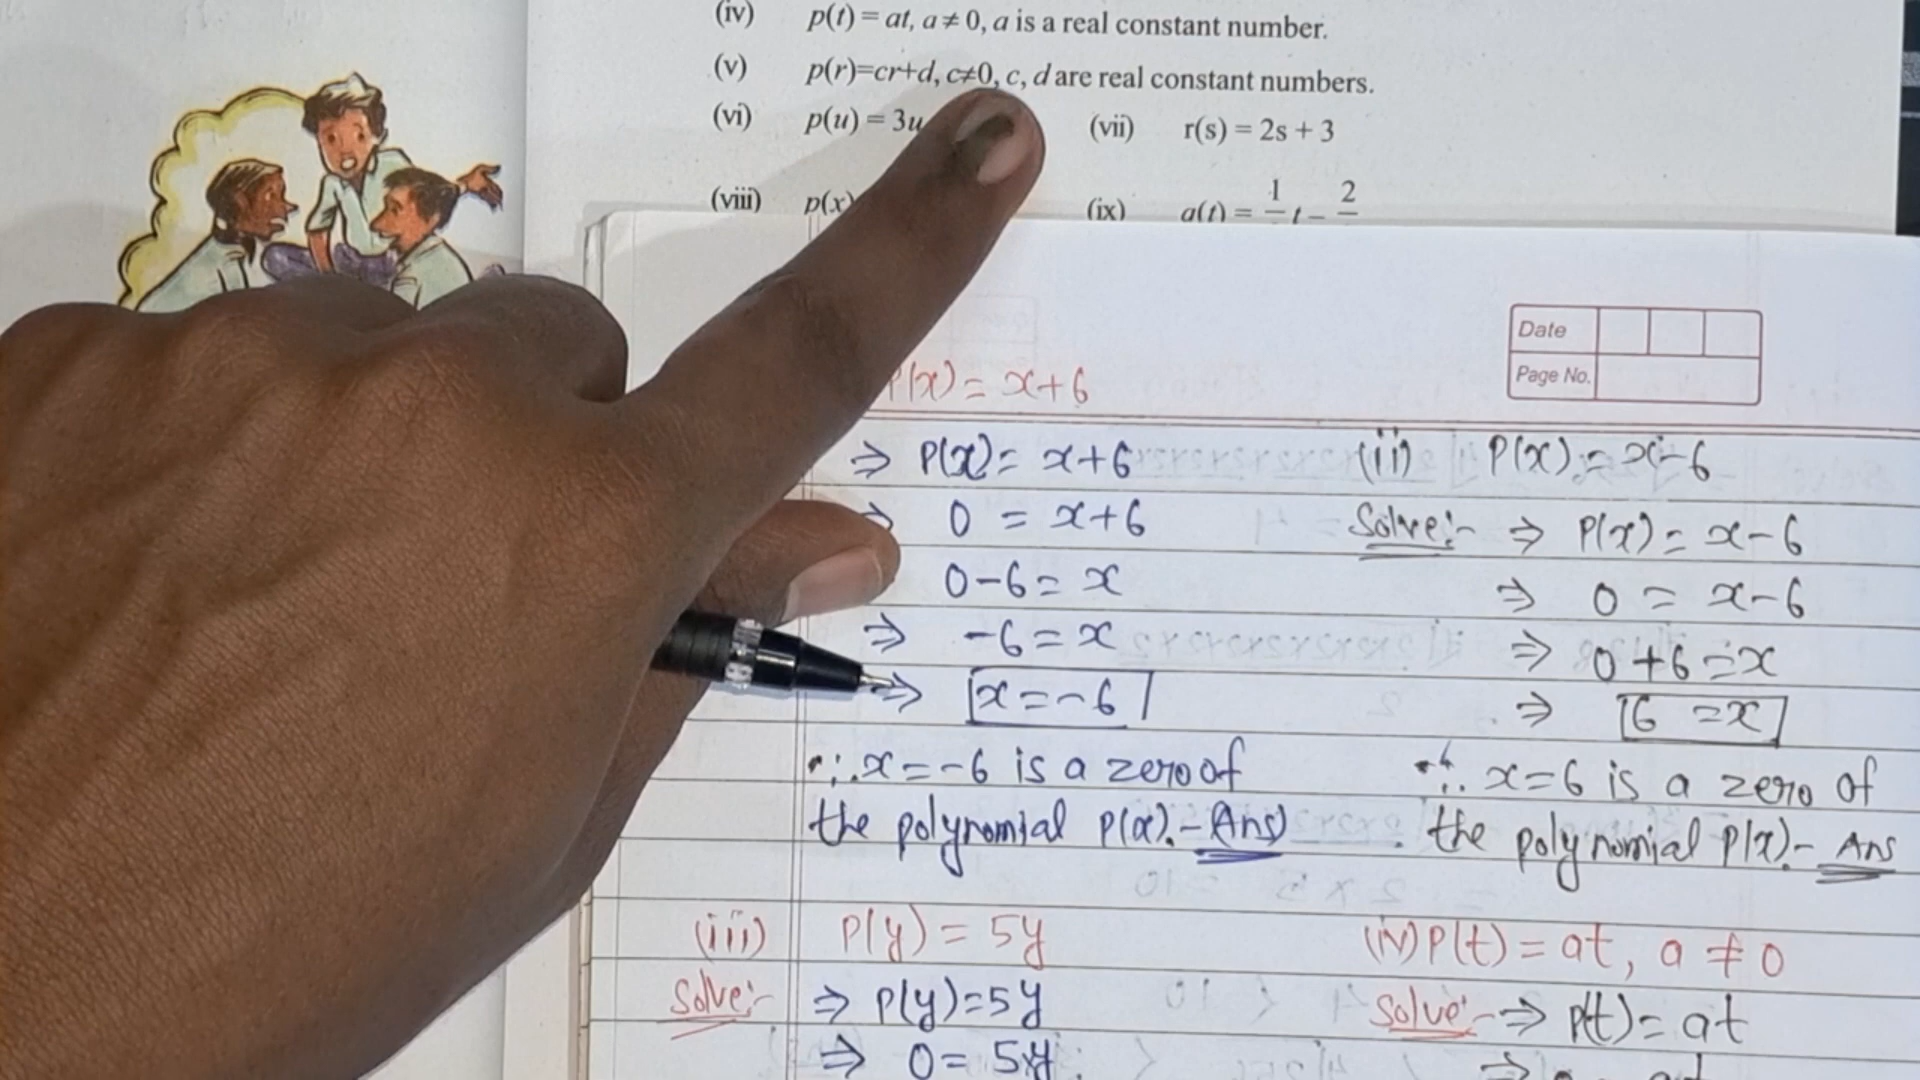 (iv) p(t) = at, a ≠ 0, a is a real constant number.
(v) p(r)=cr+d, c≠0, c, d are real constant numbers.
(vi) p(u) = 3u
(vii) r(s) = 2s + 3
(viii) p(x)
(ix) q(t) = 1 t − 2
Date
Page No.
P(x) = x+6
⇒ P(x) = x+6
⇒ 0 = x+6
0-6 = x
⇒ -6 = x
⇒ x = -6
∴ x = -6 is a zero of
the polynomial P(x). - Ans
(ii) P(x) = x-6
Solve:- ⇒ P(x) = x-6
⇒ 0 = x-6
⇒ 0+6 = x
⇒ 6 = x
∴ x=6 is a zero of
the polynomial P(x) - Ans
(iii) P(y) = 5y
Solve:- ⇒ P(y)=5y
⇒ 0 = 5y
(iv) P(t) = at, a ≠ 0
Solve:- ⇒ P(t) = at